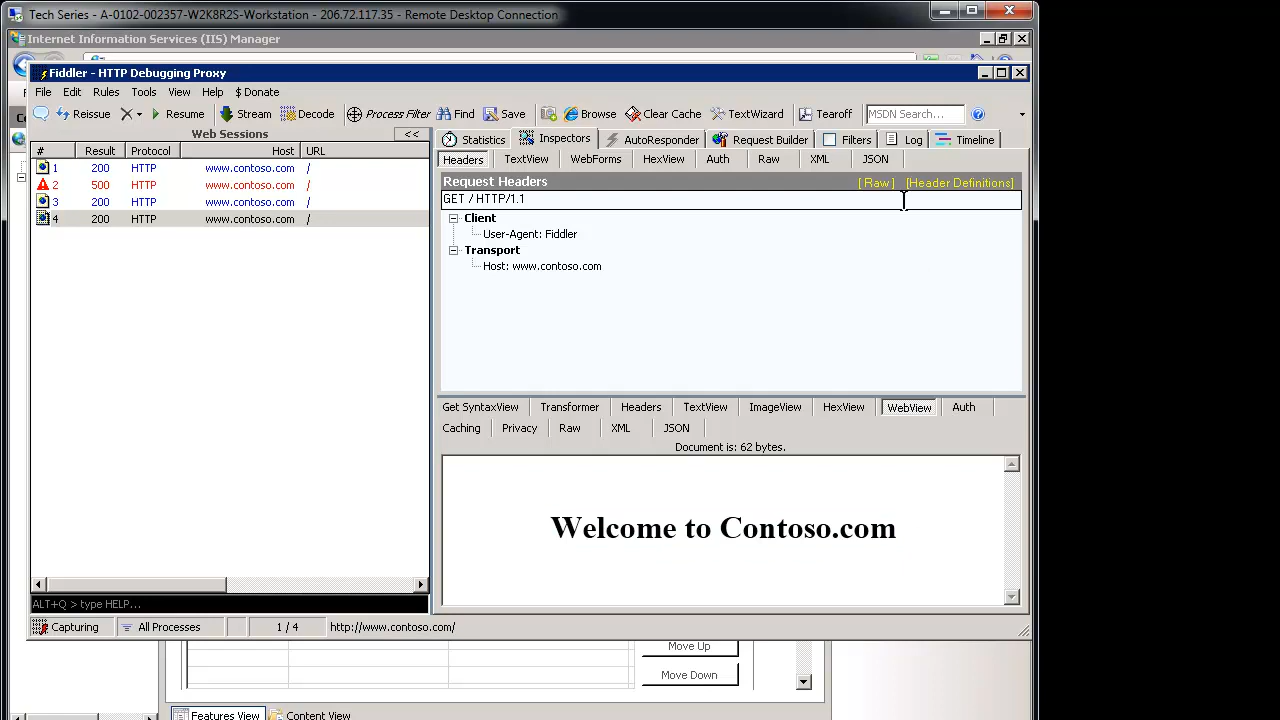 Tech Series - A-0102-002357-W2K8R2S-Workstation - 206.72.117.35 - Remote Desktop Connection
Internet Information Services (IIS) Manager
Fiddler - HTTP Debugging Proxy
File Edit Rules Tools View Help $ Donate
Reissue Resume Stream Decode Process Filter Find Save Browse Clear Cache TextWizard Tearoff MSDN Search...
Web Sessions <<
Statistics Inspectors AutoResponder Request Builder Filters Log Timeline
# Result Protocol Host URL
Headers TextView WebForms HexView Auth Raw XML JSON
1 200 HTTP www.contoso.com /
2 500 HTTP www.contoso.com /
3 200 HTTP www.contoso.com /
4 200 HTTP www.contoso.com /
Request Headers [ Raw ] [Header Definitions]
GET / HTTP/1.1
Client
User-Agent: Fiddler
Transport
Host: www.contoso.com
Get SyntaxView Transformer Headers TextView ImageView HexView WebView Auth
Caching Privacy Raw XML JSON
Document is: 62 bytes.
Welcome to Contoso.com
ALT+Q > type HELP...
Capturing All Processes 1 / 4 http://www.contoso.com/
Move Up
Move Down
Features View Content View